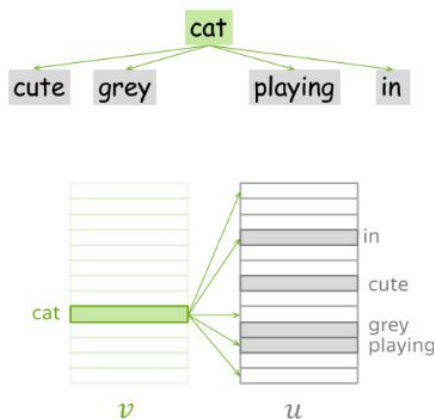 cat
cute grey playing in
in
cute
cat
grey
playing
v u